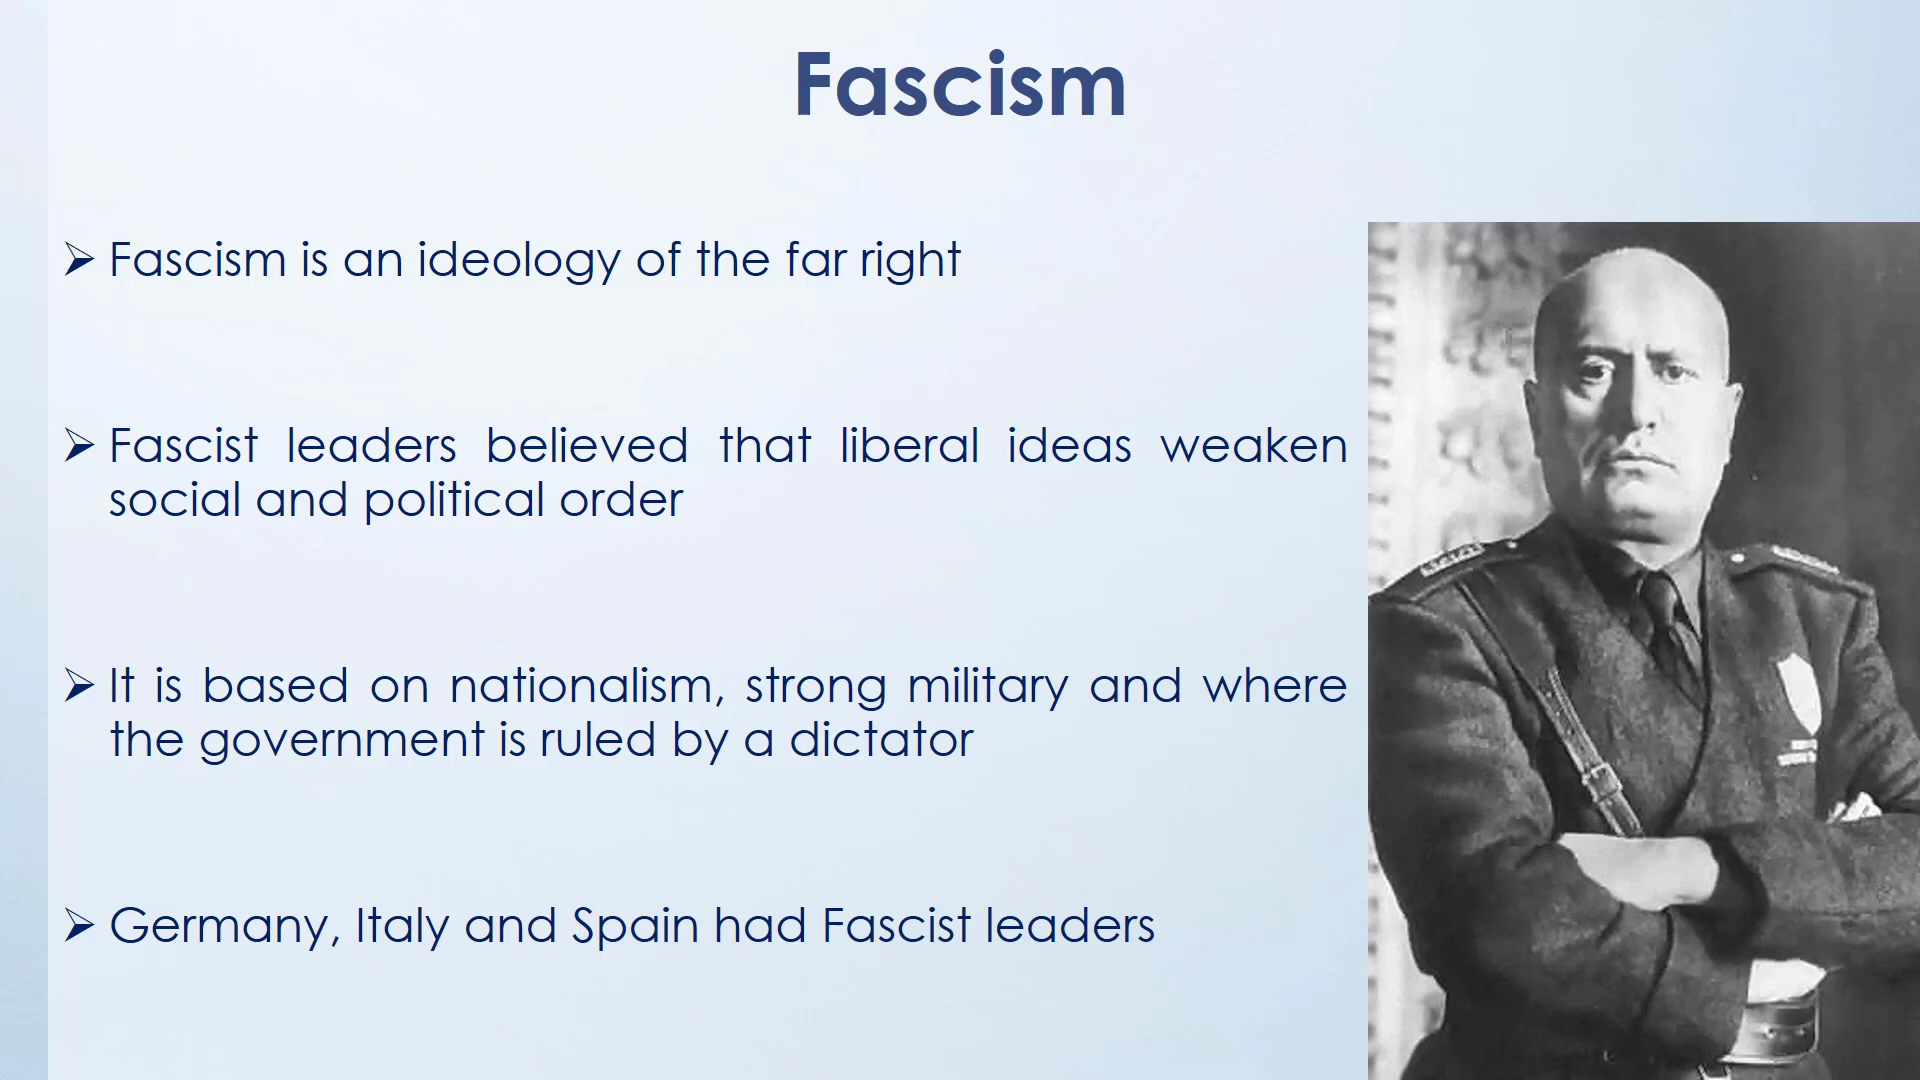 Fascism
➢ Fascism is an ideology of the far right
➢ Fascist leaders believed that liberal ideas weaken
social and political order
➢ It is based on nationalism, strong military and where
the government is ruled by a dictator
➢ Germany, Italy and Spain had Fascist leaders